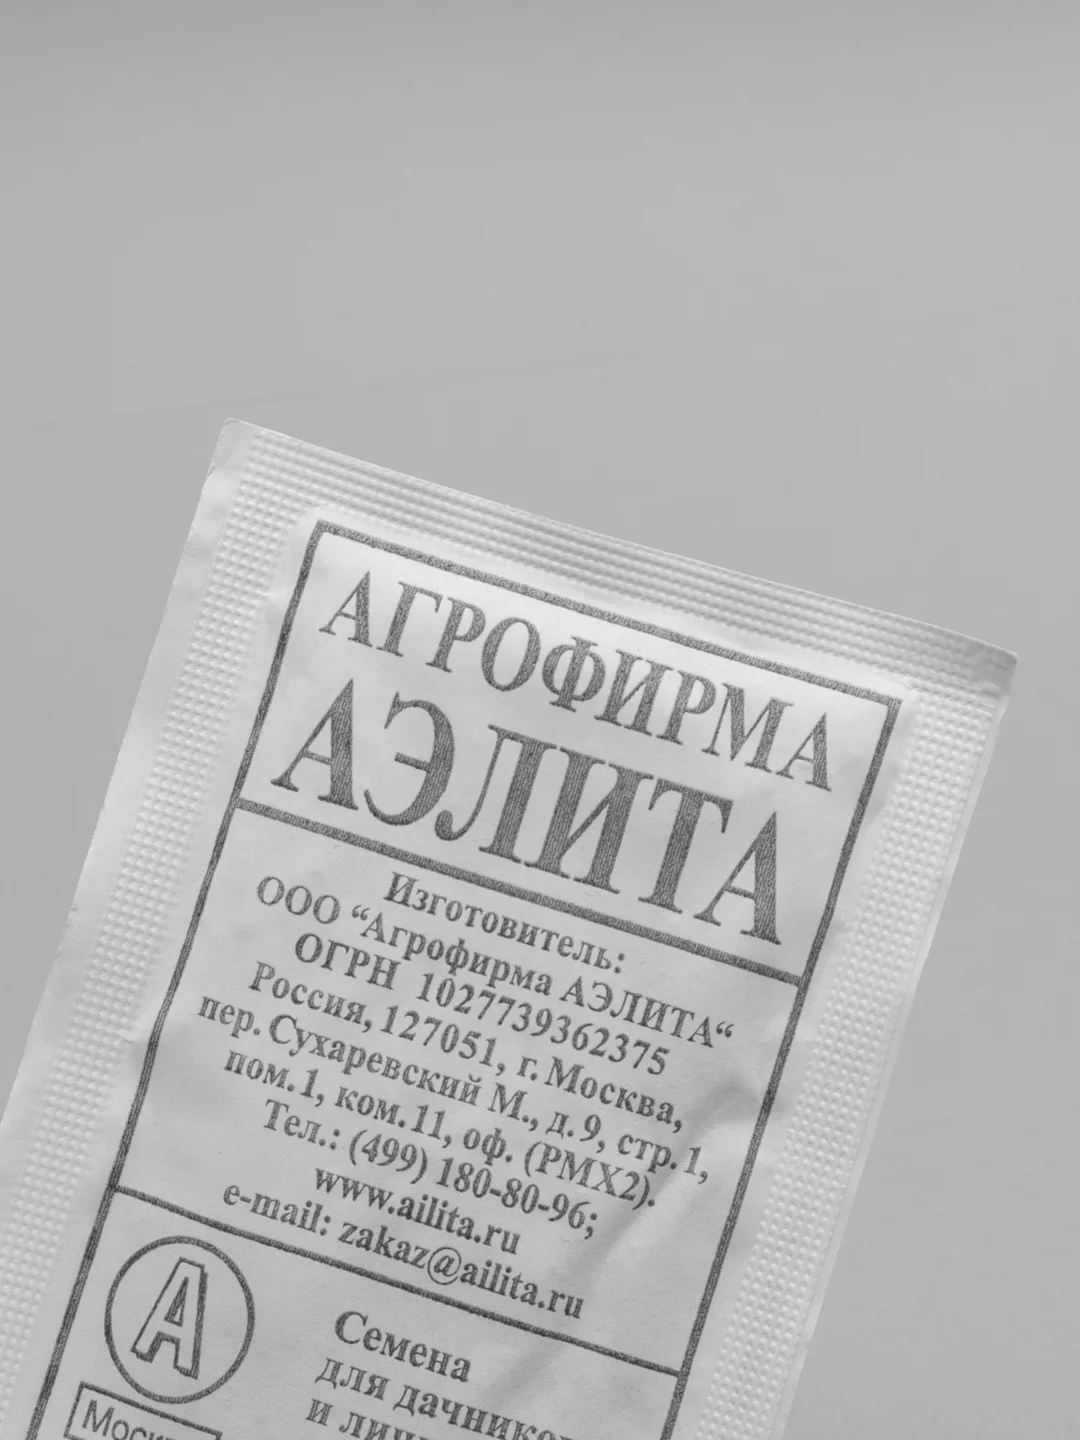 АГРОФИРМА
АЭЛИТА
Изготовитель:
ООО “Агрофирма АЭЛИТА“
ОГРН 1027739362375
Россия, 127051, г. Москва,
пер. Сухаревский М., д. 9, стр. 1,
пом. 1, ком. 11, оф. (РМХ2).
Тел.: (499) 180-80-96;
www.ailita.ru
e-mail: zakaz@ailita.ru
А
Семена
для
и